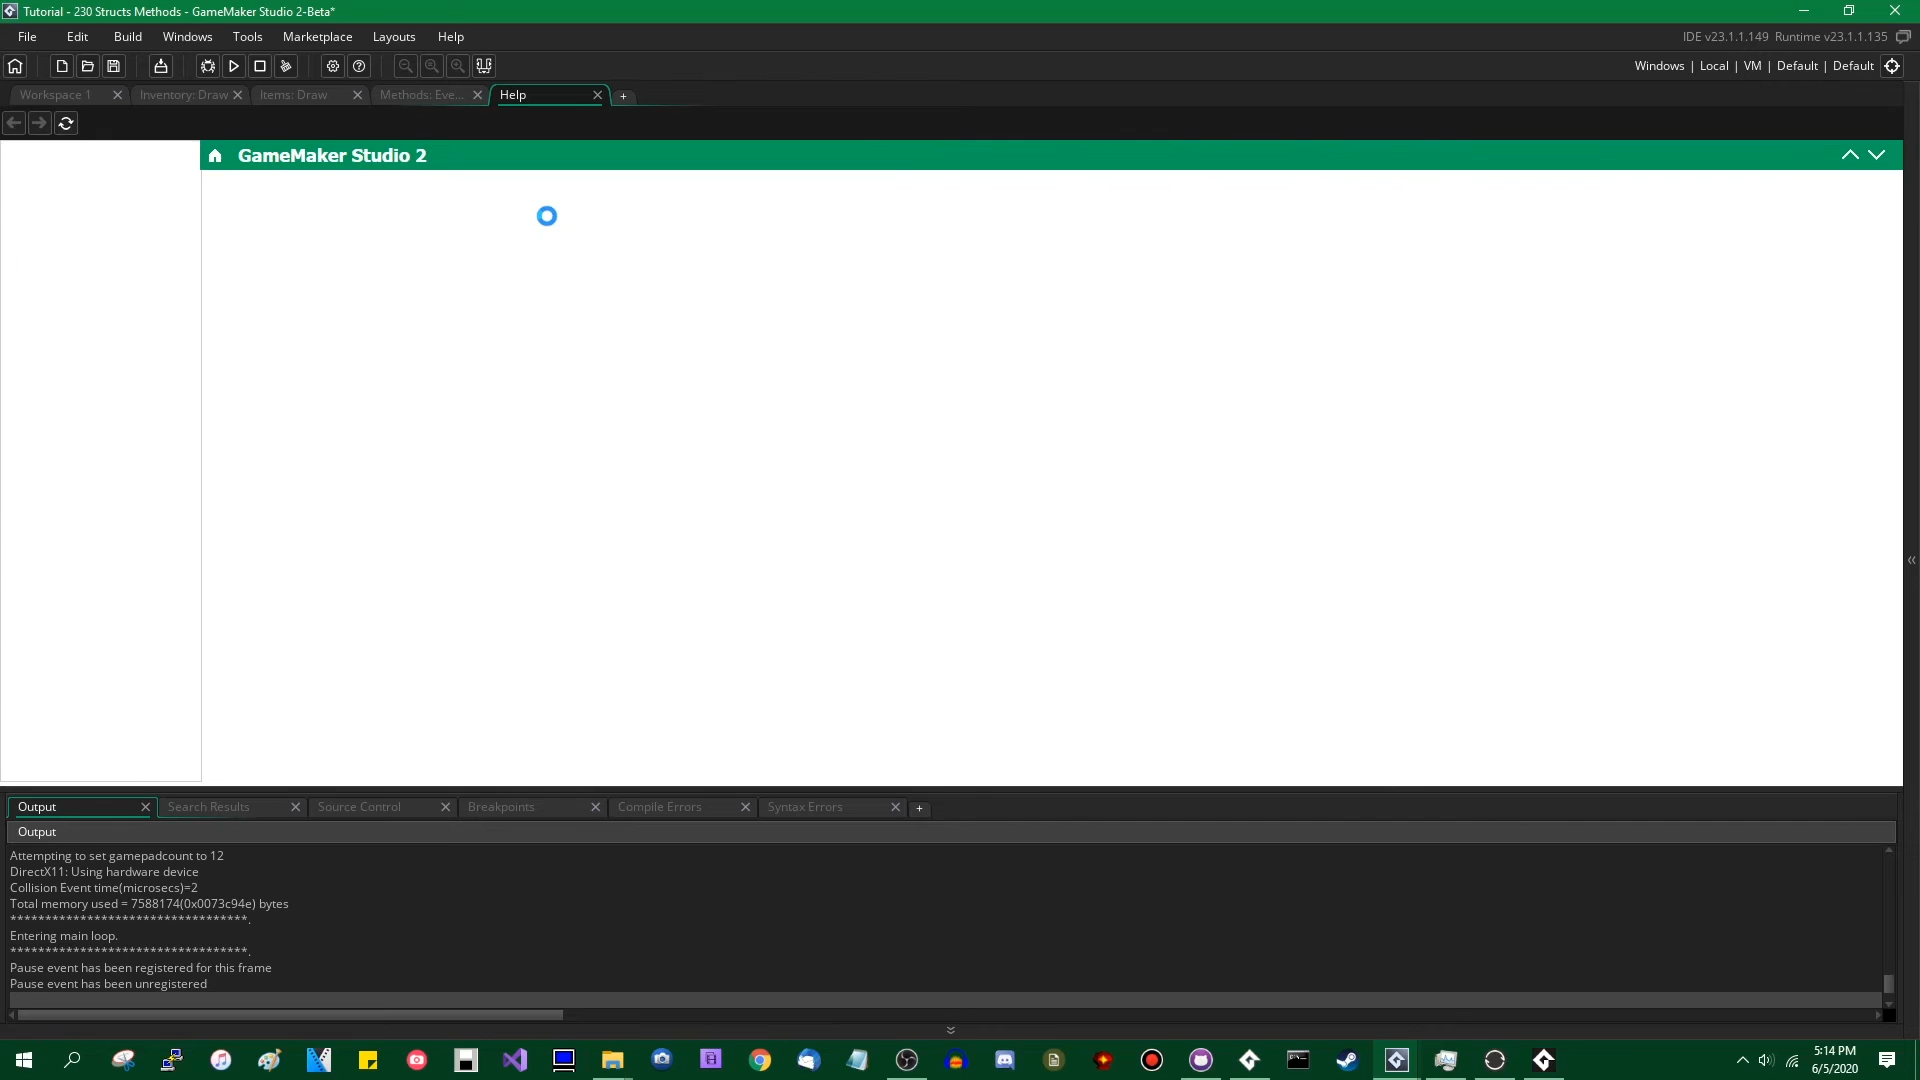 Tutorial - 230 Structs Methods - GameMaker Studio 2-Beta*
File Edit Build Windows Tools Marketplace Layouts Help
IDE v23.1.1.149 Runtime v23.1.1.135
Windows | Local | VM | Default | Default
Workspace 1 Inventory: Draw Items: Draw Methods: Eve... Help
GameMaker Studio 2
Output Search Results Source Control Breakpoints Compile Errors Syntax Errors
Output
Attempting to set gamepadcount to 12
DirectX11: Using hardware device
Collision Event time(microsecs)=2
Total memory used = 7588174(0x0073c94e) bytes
**********************************.
Entering main loop.
**********************************.
Pause event has been registered for this frame
Pause event has been unregistered
5:14 PM
6/5/2020